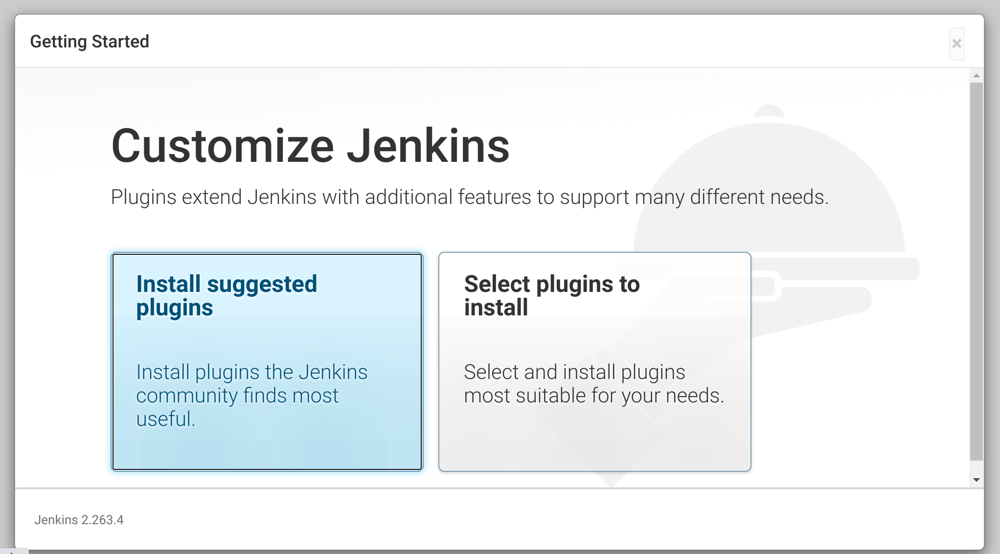 Getting Started
×
Customize Jenkins
Plugins extend Jenkins with additional features to support many different needs.
Install suggested
plugins
Install plugins the Jenkins
community finds most
useful.
Select plugins to
install
Select and install plugins
most suitable for your needs.
Jenkins 2.263.4